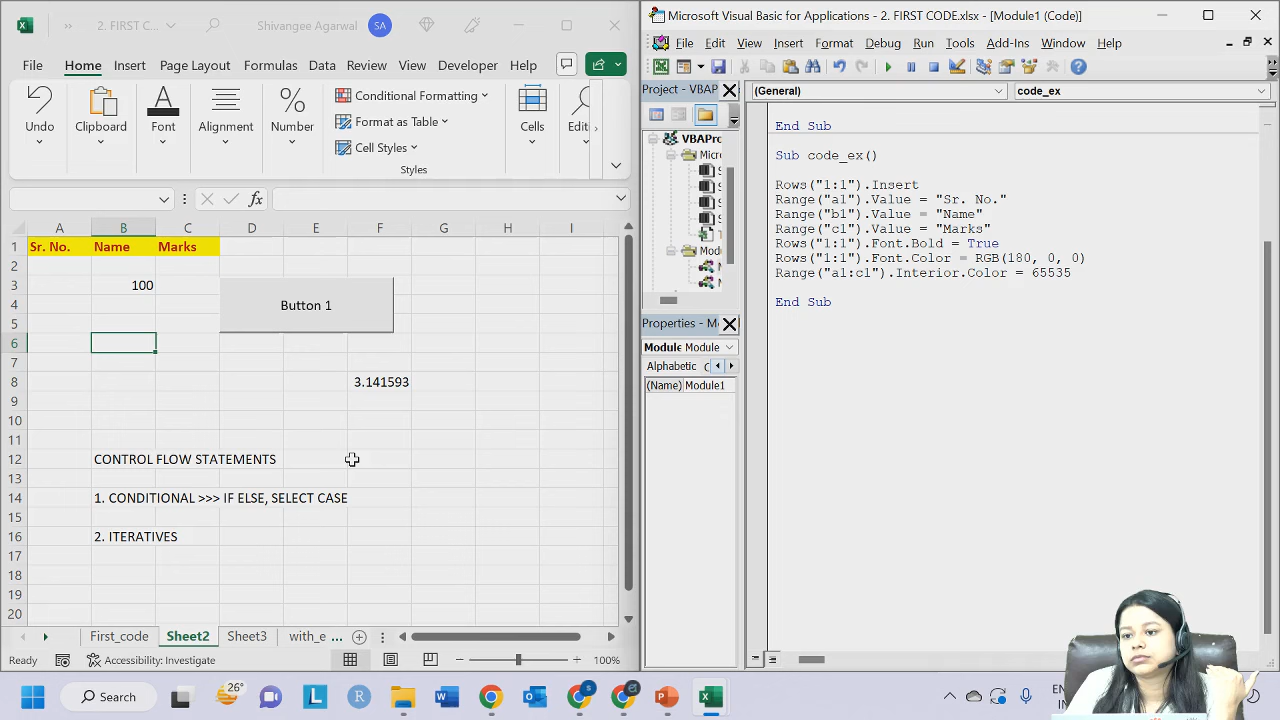 2. FIRST C...
Shivangee Agarwal
SA
File Home Insert Page Layout Formulas Data Review View Developer Help
Undo Clipboard Font Alignment Number
Conditional Formatting
Format as Table
Cell Styles
Styles
Cells
A B C D E F G H I
1 Sr. No. Name Marks
2
3 100
Button 1
4
5
6
7
8 3.141593
9
10
11
12 CONTROL FLOW STATEMENTS
13
14 1. CONDITIONAL >>> IF ELSE, SELECT CASE
15
16 2. ITERATIVES
17
18
19
20
First_code Sheet2 Sheet3 with_e ...
Ready Accessibility: Investigate 100%
Microsoft Visual Basic for Applications - 2. FIRST CODE.xlsx - [Module1 (Code)]
File Edit View Insert Format Debug Run Tools Add-Ins Window Help
Project - VBAP
VBAPro
Micro
Properties - M
Module1 Module
Alphabetic
(Name) Module1
(General) code_ex
End Sub
Sub code_ex()
Rows("1:1").Insert
Range("a1").Value = "Sr. No."
Range("b1").Value = "Name"
Range("c1").Value = "Marks"
Rows("1:1").Font.Bold = True
Rows("1:1").Font.Color = RGB(180, 0, 0)
Range("a1:c1").Interior.Color = 65535
End Sub
26°
Search